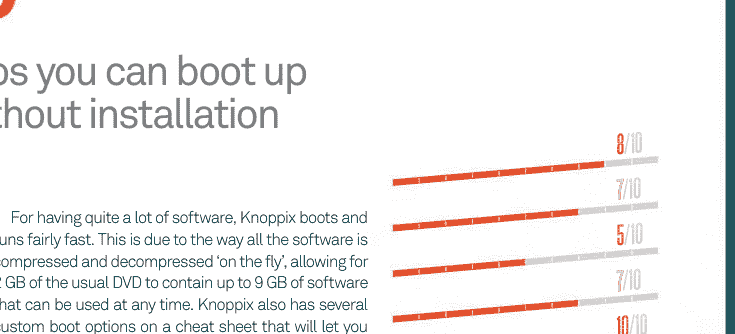 os you can boot up
thout installation
For having quite a lot of software, Knoppix boots and
uns fairly fast. This is due to the way all the software is
ompressed and decompressed ‘on the fly’, allowing for
2 GB of the usual DVD to contain up to 9 GB of software
hat can be used at any time. Knoppix also has several
ustom boot options on a cheat sheet that will let you
8/10
7/10
5/10
7/10
10/10